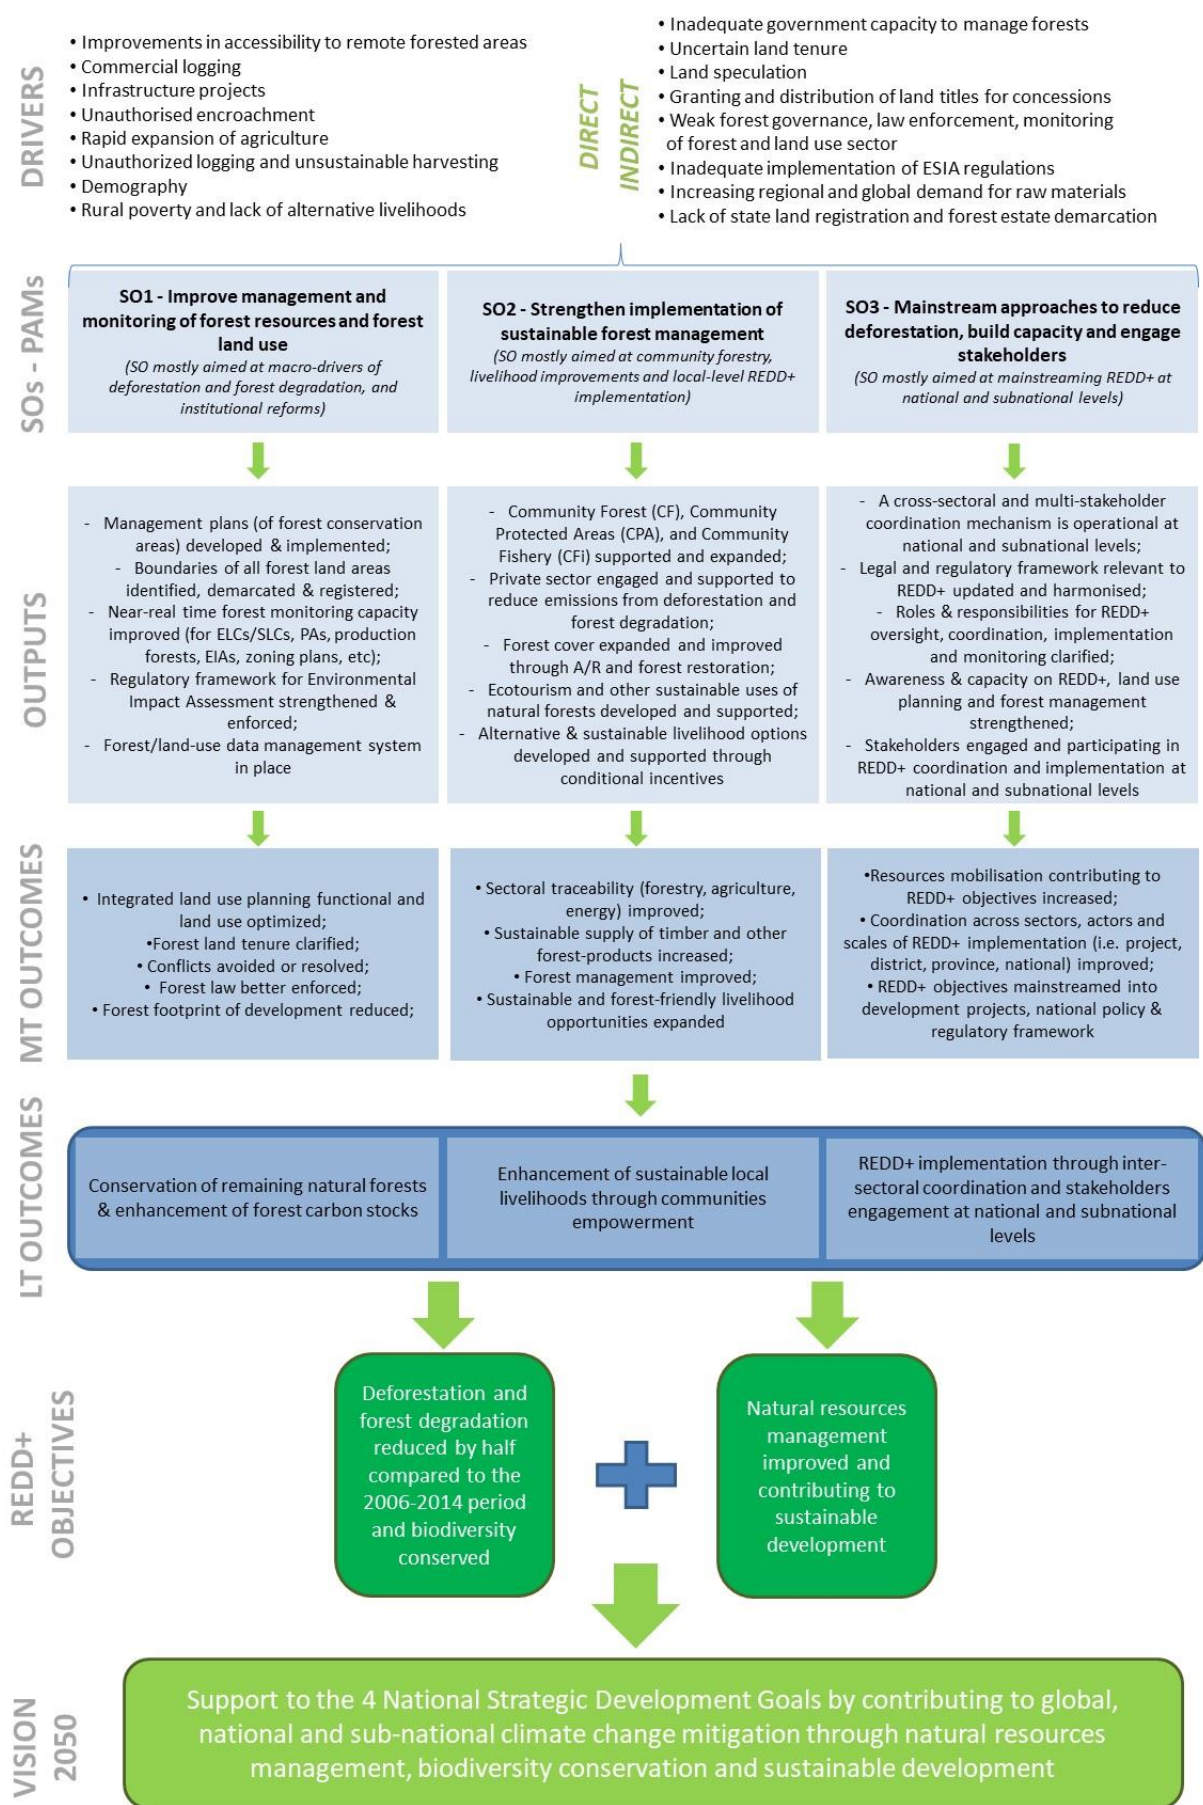 DRIVERS
• Improvements in accessibility to remote forested areas
• Commercial logging
• Infrastructure projects
• Unauthorised encroachment
• Rapid expansion of agriculture
• Unauthorized logging and unsustainable harvesting
• Demography
• Rural poverty and lack of alternative livelihoods
DIRECT
INDIRECT
• Inadequate government capacity to manage forests
• Uncertain land tenure
• Land speculation
• Granting and distribution of land titles for concessions
• Weak forest governance, law enforcement, monitoring
of forest and land use sector
• Inadequate implementation of ESIA regulations
• Increasing regional and global demand for raw materials
• Lack of state land registration and forest estate demarcation
SOs - PAMs
SO1 - Improve management and
monitoring of forest resources and forest
land use
(SO mostly aimed at macro-drivers of
deforestation and forest degradation, and
institutional reforms)
SO2 - Strengthen implementation of
sustainable forest management
(SO mostly aimed at community forestry,
livelihood improvements and local-level REDD+
implementation)
SO3 - Mainstream approaches to reduce
deforestation, build capacity and engage
stakeholders
(SO mostly aimed at mainstreaming REDD+ at
national and subnational levels)
OUTPUTS
- Management plans (of forest conservation
areas) developed & implemented;
- Boundaries of all forest land areas
identified, demarcated & registered;
- Near-real time forest monitoring capacity
improved (for ELCs/SLCs, PAs, production
forests, EIAs, zoning plans, etc);
- Regulatory framework for Environmental
Impact Assessment strengthened &
enforced;
- Forest/land-use data management system
in place
- Community Forest (CF), Community
Protected Areas (CPA), and Community
Fishery (CFi) supported and expanded;
- Private sector engaged and supported to
reduce emissions from deforestation and
forest degradation;
- Forest cover expanded and improved
through A/R and forest restoration;
- Ecotourism and other sustainable uses of
natural forests developed and supported;
- Alternative & sustainable livelihood options
developed and supported through
conditional incentives
- A cross-sectoral and multi-stakeholder
coordination mechanism is operational at
national and subnational levels;
- Legal and regulatory framework relevant to
REDD+ updated and harmonised;
- Roles & responsibilities for REDD+
oversight, coordination, implementation
and monitoring clarified;
- Awareness & capacity on REDD+, land use
planning and forest management
strengthened;
- Stakeholders engaged and participating in
REDD+ coordination and implementation at
national and subnational levels
MT OUTCOMES
• Integrated land use planning functional and
land use optimized;
•Forest land tenure clarified;
• Conflicts avoided or resolved;
• Forest law better enforced;
• Forest footprint of development reduced;
• Sectoral traceability (forestry, agriculture,
energy) improved;
• Sustainable supply of timber and other
forest-products increased;
• Forest management improved;
• Sustainable and forest-friendly livelihood
opportunities expanded
•Resources mobilisation contributing to
REDD+ objectives increased;
• Coordination across sectors, actors and
scales of REDD+ implementation (i.e. project,
district, province, national) improved;
• REDD+ objectives mainstreamed into
development projects, national policy &
regulatory framework
LT OUTCOMES
Conservation of remaining natural forests
& enhancement of forest carbon stocks
Enhancement of sustainable local
livelihoods through communities
empowerment
REDD+ implementation through inter-
sectoral coordination and stakeholders
engagement at national and subnational
levels
REDD+
OBJECTIVES
Deforestation and
forest degradation
reduced by half
compared to the
2006-2014 period
and biodiversity
conserved
Natural resources
management
improved and
contributing to
sustainable
development
VISION
2050
Support to the 4 National Strategic Development Goals by contributing to global,
national and sub-national climate change mitigation through natural resources
management, biodiversity conservation and sustainable development